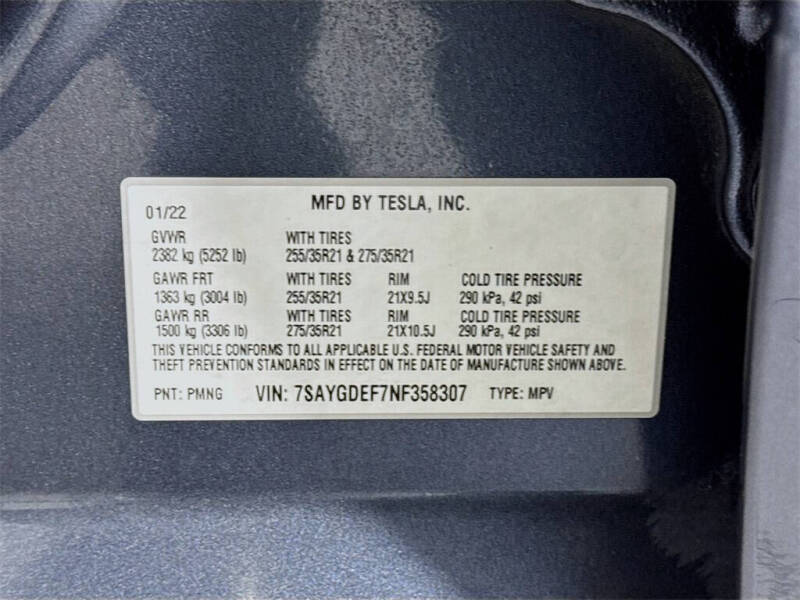 MFD BY TESLA, INC.
01/22
GVWR WITH TIRES
2382 kg (5252 lb) 255/35R21 & 275/35R21
GAWR FRT WITH TIRES RIM COLD TIRE PRESSURE
1363 kg (3004 lb) 255/35R21 21X9.5J 290 kPa, 42 psi
GAWR RR WITH TIRES RIM COLD TIRE PRESSURE
1500 kg (3306 lb) 275/35R21 21X10.5J 290 kPa, 42 psi
THIS VEHICLE CONFORMS TO ALL APPLICABLE U.S. FEDERAL MOTOR VEHICLE SAFETY AND
THEFT PREVENTION STANDARDS IN EFFECT ON THE DATE OF MANUFACTURE SHOWN ABOVE.
PNT: PMNG VIN: 7SAYGDEF7NF358307 TYPE: MPV